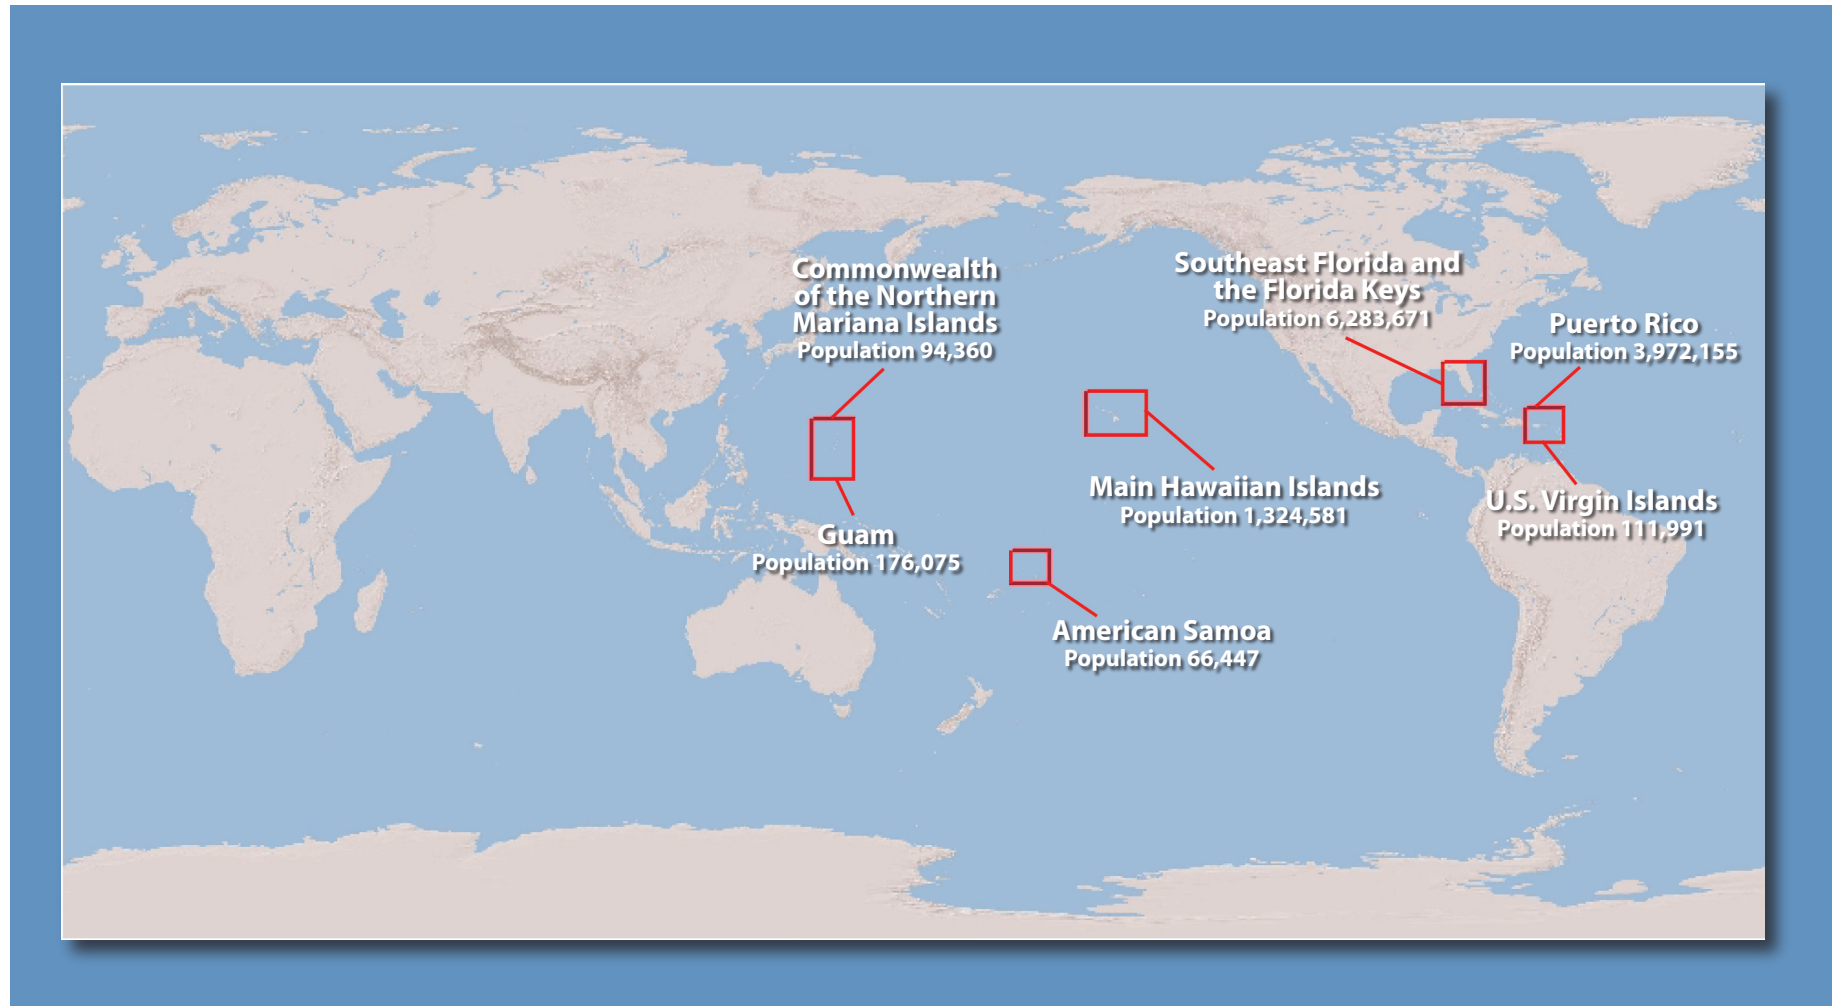 Commonwealth
of the Northern
Mariana Islands
Population 94,360
Southeast Florida and
the Florida Keys
Population 6,283,671
Puerto Rico
Population 3,972,155
Main Hawaiian Islands
Population 1,324,581
U.S. Virgin Islands
Population 111,991
Guam
Population 176,075
American Samoa
Population 66,447